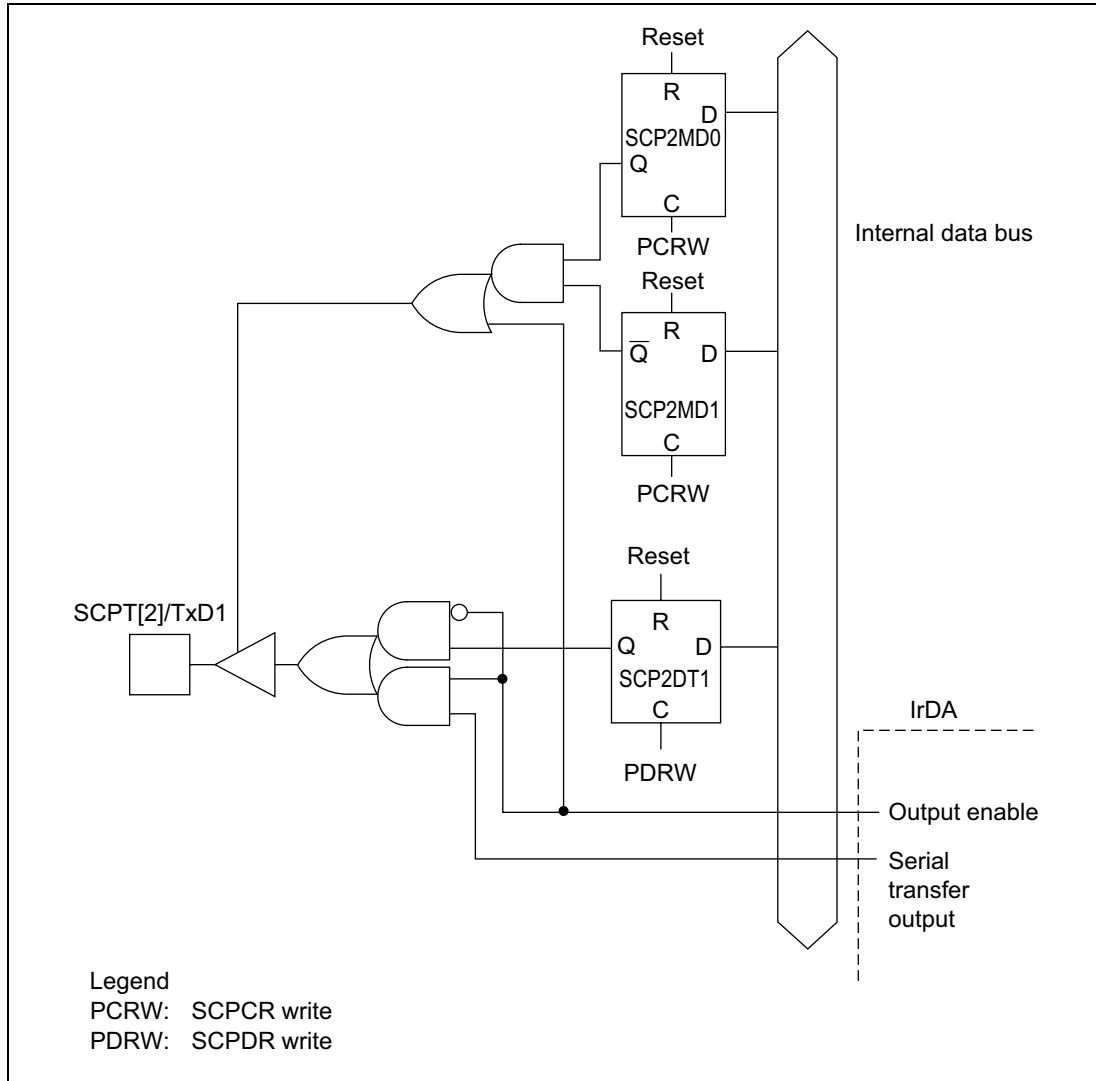 Reset
R
D
SCP2MD0
Q
C
PCRW
Internal data bus
Reset
R
Q̅ D
SCP2MD1
C
PCRW
Reset
SCPT[2]/TxD1
R
Q D
SCP2DT1
C
PDRW
IrDA
Output enable
Serial
transfer
output
Legend
PCRW: SCPCR write
PDRW: SCPDR write